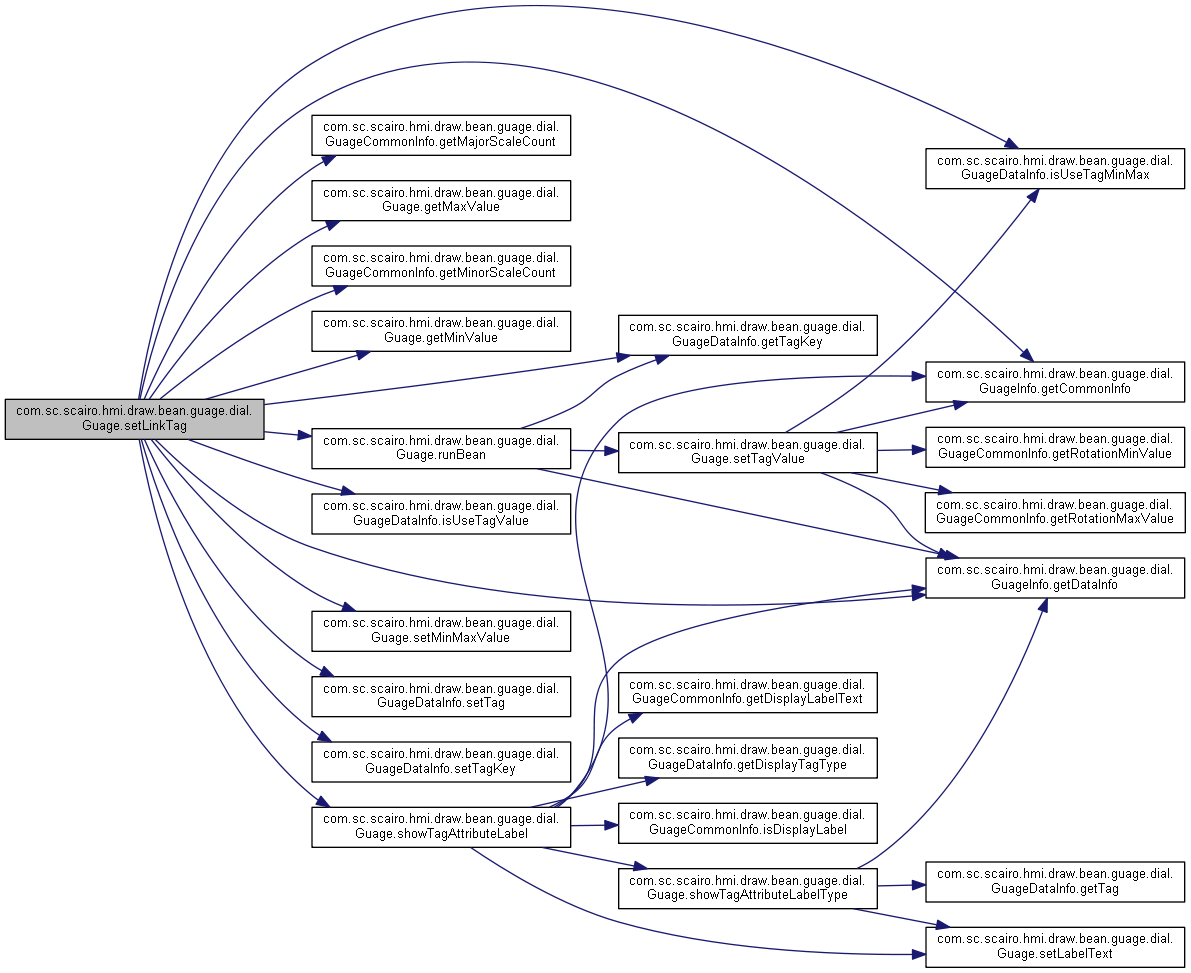 com.sc.scairo.hmi.draw.bean.guage.dial.
Guage.setLinkTag
com.sc.scairo.hmi.draw.bean.guage.dial.
GuageCommonInfo.getMajorScaleCount
com.sc.scairo.hmi.draw.bean.guage.dial.
Guage.getMaxValue
com.sc.scairo.hmi.draw.bean.guage.dial.
GuageCommonInfo.getMinorScaleCount
com.sc.scairo.hmi.draw.bean.guage.dial.
Guage.getMinValue
com.sc.scairo.hmi.draw.bean.guage.dial.
Guage.runBean
com.sc.scairo.hmi.draw.bean.guage.dial.
GuageDataInfo.isUseTagValue
com.sc.scairo.hmi.draw.bean.guage.dial.
Guage.setMinMaxValue
com.sc.scairo.hmi.draw.bean.guage.dial.
GuageDataInfo.setTag
com.sc.scairo.hmi.draw.bean.guage.dial.
GuageDataInfo.setTagKey
com.sc.scairo.hmi.draw.bean.guage.dial.
Guage.showTagAttributeLabel
com.sc.scairo.hmi.draw.bean.guage.dial.
GuageDataInfo.getTagKey
com.sc.scairo.hmi.draw.bean.guage.dial.
Guage.setTagValue
com.sc.scairo.hmi.draw.bean.guage.dial.
GuageCommonInfo.getDisplayLabelText
com.sc.scairo.hmi.draw.bean.guage.dial.
GuageDataInfo.getDisplayTagType
com.sc.scairo.hmi.draw.bean.guage.dial.
GuageCommonInfo.isDisplayLabel
com.sc.scairo.hmi.draw.bean.guage.dial.
Guage.showTagAttributeLabelType
com.sc.scairo.hmi.draw.bean.guage.dial.
GuageDataInfo.isUseTagMinMax
com.sc.scairo.hmi.draw.bean.guage.dial.
GuageInfo.getCommonInfo
com.sc.scairo.hmi.draw.bean.guage.dial.
GuageCommonInfo.getRotationMinValue
com.sc.scairo.hmi.draw.bean.guage.dial.
GuageCommonInfo.getRotationMaxValue
com.sc.scairo.hmi.draw.bean.guage.dial.
GuageInfo.getDataInfo
com.sc.scairo.hmi.draw.bean.guage.dial.
GuageDataInfo.getTag
com.sc.scairo.hmi.draw.bean.guage.dial.
Guage.setLabelText